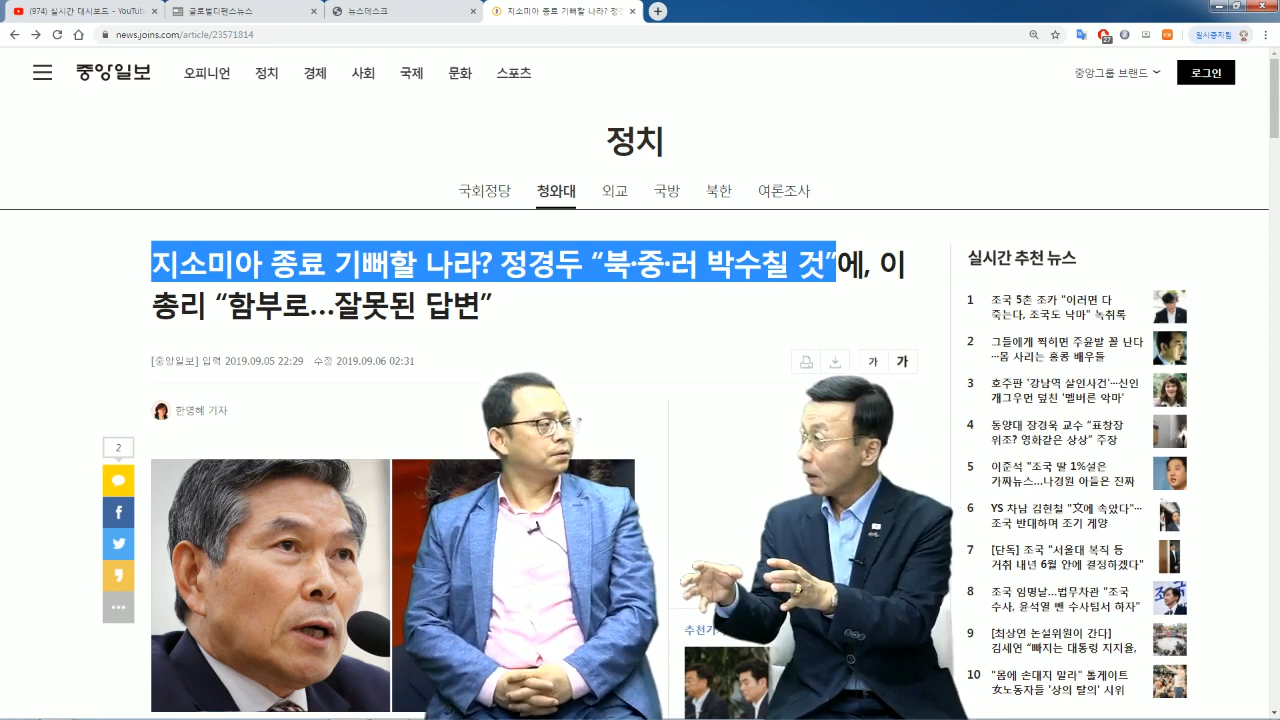 (974) 실시간 대시보드 - YouTub
글로벌디펜스뉴스
뉴스데스크
지소미아 종료 기뻐할 나라? 정경
news.joins.com/article/23571814
일시중지됨
중앙일보
오피니언 정치 경제 사회 국제 문화 스포츠
중앙그룹 브랜드
로그인
정치
국회정당 청와대 외교 국방 북한 여론조사
지소미아 종료 기뻐할 나라? 정경두 “북·중·러 박수칠 것”에, 이
총리 “함부로…잘못된 답변”
[중앙일보] 입력 2019.09.05 22:29 수정 2019.09.06 02:31
가 가
한영혜 기자
2
추천기
실시간 추천 뉴스
1 조국 5촌 조카 "이러면 다
죽는다, 조국도 낙마" 녹취록
2 그들에게 찍히면 주윤발 꼴 난다
…몸 사리는 홍콩 배우들
3 호주판 '강남역 살인사건'…신인
개그우먼 덮친 '멜버른 악마'
4 동양대 장경욱 교수 "표창장
위조? 영화같은 상상" 주장
5 이준석 "조국 딸 1%설은
가짜뉴스…나경원 아들은 진짜
6 YS 차남 김현철 "文에 속았다"…
조국 반대하며 조기 게양
7 [단독] 조국 "서울대 복직 등
거취 내년 6월 안에 결정하겠다"
8 조국 임명날…법무차관 "조국
수사, 윤석열 뺀 수사팀서 하자"
9 [최상연 논설위원이 간다]
김세연 "빠지는 대통령 지지율,
10 "몸에 손대지 말라" 톨게이트
女노동자들 '상의 탈의' 시위